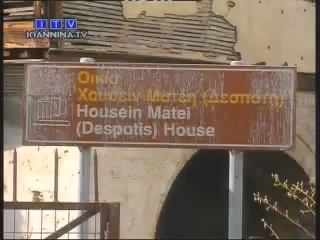 ITV
IOANNINA TV
Οικία
Χουσεΐν Ματέη (Δεσπότη)
Housein Matei
(Despotis) House